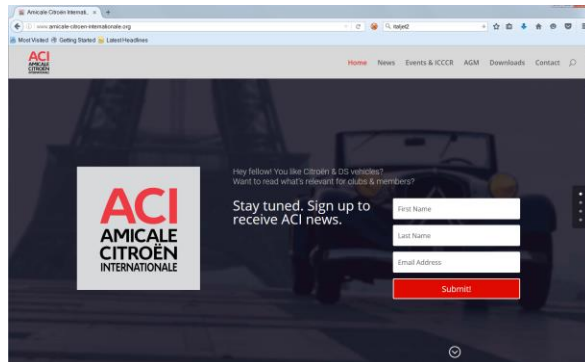 Amicale Citroën Internati...
www.amicale-citroen-internationale.org
italjet2
Most Visited Getting Started Latest Headlines
ACI
AMICALE
CITROËN
INTERNATIONALE
Home News Events & ICCCR AGM Downloads Contact
Hey fellow! You like Citroën & DS vehicles?
Want to read what's relevant for clubs & members?
Stay tuned. Sign up to
receive ACI news.
ACI
AMICALE
CITROËN
INTERNATIONALE
First Name
Last Name
Email Address
Submit!